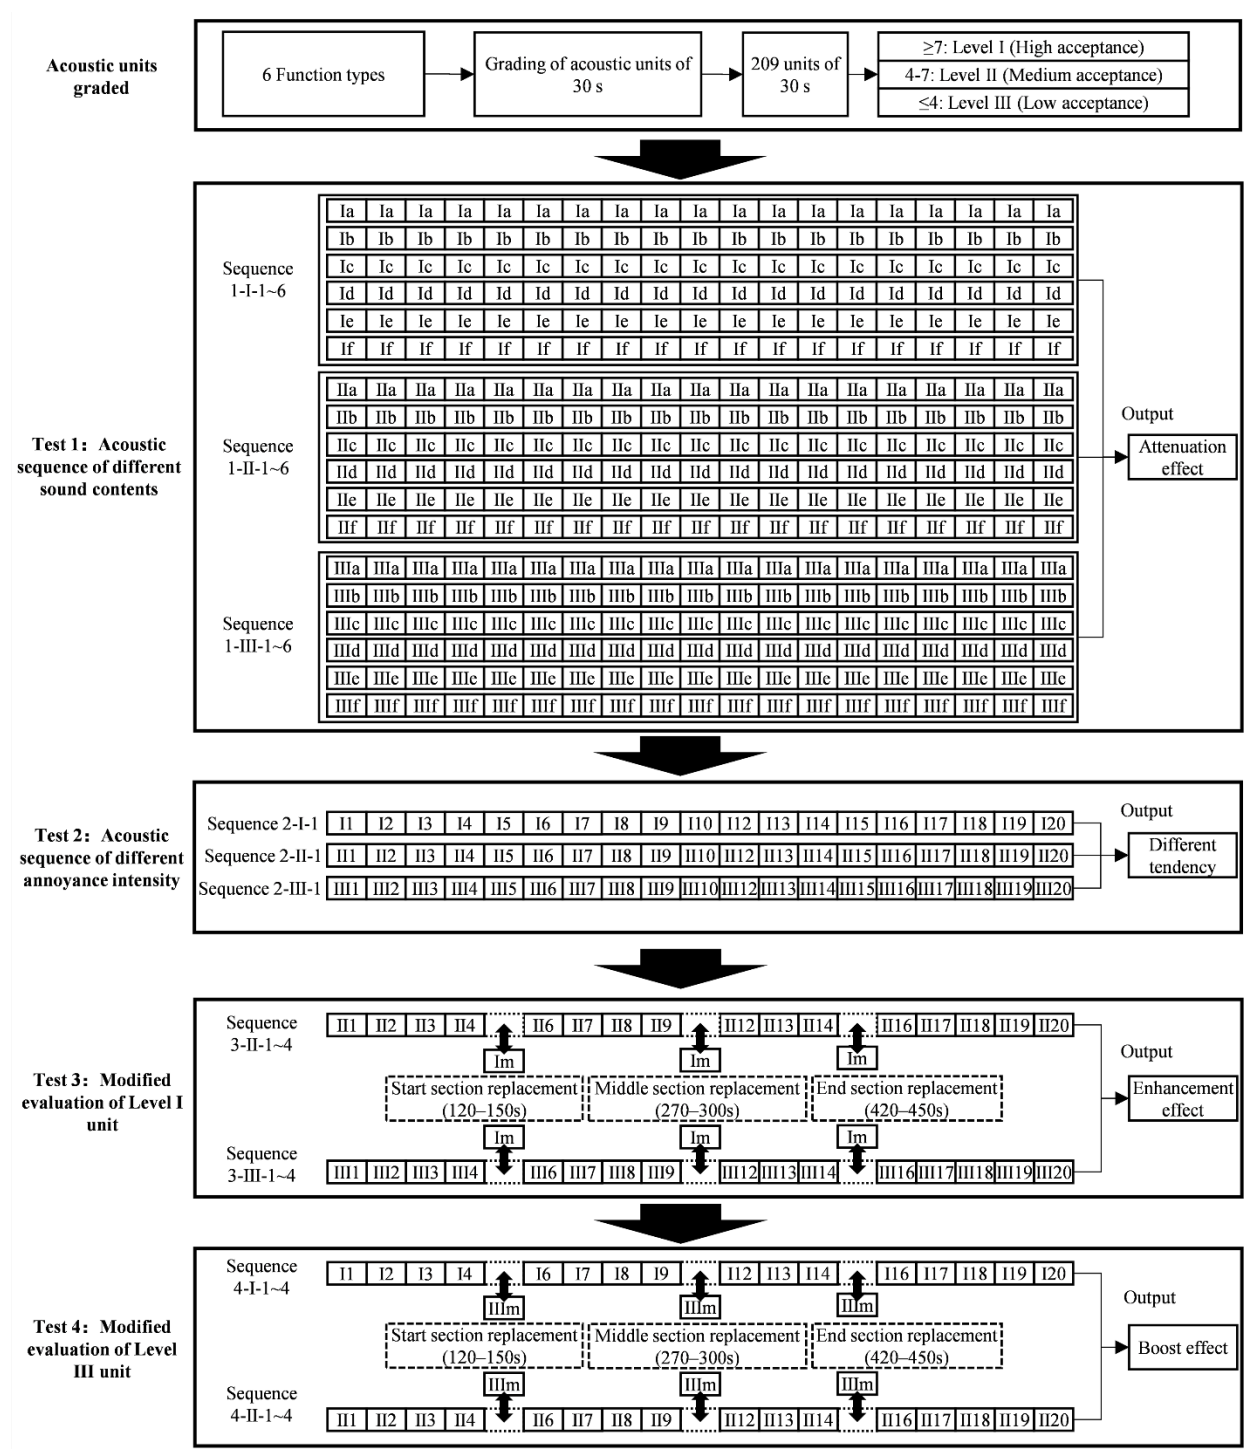 Acoustic units
graded
6 Function types
Grading of acoustic units of
30 s
209 units of
30 s
≥7: Level I (High acceptance)
4-7: Level II (Medium acceptance)
≤4: Level III (Low acceptance)
Test 1：Acoustic
sequence of different
sound contents
Sequence
1-I-1~6
Ia Ia Ia Ia Ia Ia Ia Ia Ia Ia Ia Ia Ia Ia Ia Ia Ia Ia Ia
Ib Ib Ib Ib Ib Ib Ib Ib Ib Ib Ib Ib Ib Ib Ib Ib Ib Ib Ib
Ic Ic Ic Ic Ic Ic Ic Ic Ic Ic Ic Ic Ic Ic Ic Ic Ic Ic Ic
Id Id Id Id Id Id Id Id Id Id Id Id Id Id Id Id Id Id Id
Ie Ie Ie Ie Ie Ie Ie Ie Ie Ie Ie Ie Ie Ie Ie Ie Ie Ie Ie
If If If If If If If If If If If If If If If If If If If
Sequence
1-II-1~6
IIa IIa IIa IIa IIa IIa IIa IIa IIa IIa IIa IIa IIa IIa IIa IIa IIa IIa IIa
IIb IIb IIb IIb IIb IIb IIb IIb IIb IIb IIb IIb IIb IIb IIb IIb IIb IIb IIb
IIc IIc IIc IIc IIc IIc IIc IIc IIc IIc IIc IIc IIc IIc IIc IIc IIc IIc IIc
IId IId IId IId IId IId IId IId IId IId IId IId IId IId IId IId IId IId IId
IIe IIe IIe IIe IIe IIe IIe IIe IIe IIe IIe IIe IIe IIe IIe IIe IIe IIe IIe
IIf IIf IIf IIf IIf IIf IIf IIf IIf IIf IIf IIf IIf IIf IIf IIf IIf IIf IIf
Sequence
1-III-1~6
IIIa IIIa IIIa IIIa IIIa IIIa IIIa IIIa IIIa IIIa IIIa IIIa IIIa IIIa IIIa IIIa IIIa IIIa IIIa
IIIb IIIb IIIb IIIb IIIb IIIb IIIb IIIb IIIb IIIb IIIb IIIb IIIb IIIb IIIb IIIb IIIb IIIb IIIb
IIIc IIIc IIIc IIIc IIIc IIIc IIIc IIIc IIIc IIIc IIIc IIIc IIIc IIIc IIIc IIIc IIIc IIIc IIIc
IIId IIId IIId IIId IIId IIId IIId IIId IIId IIId IIId IIId IIId IIId IIId IIId IIId IIId IIId
IIIe IIIe IIIe IIIe IIIe IIIe IIIe IIIe IIIe IIIe IIIe IIIe IIIe IIIe IIIe IIIe IIIe IIIe IIIe
IIIf IIIf IIIf IIIf IIIf IIIf IIIf IIIf IIIf IIIf IIIf IIIf IIIf IIIf IIIf IIIf IIIf IIIf IIIf
Output
Attenuation
effect
Test 2：Acoustic
sequence of different
annoyance intensity
Sequence 2-I-1 I1 I2 I3 I4 I5 I6 I7 I8 I9 I10 I12 I13 I14 I15 I16 I17 I18 I19 I20
Sequence 2-II-1 II1 II2 II3 II4 II5 II6 II7 II8 II9 II10 II12 II13 II14 II15 II16 II17 II18 II19 II20
Sequence 2-III-1 III1 III2 III3 III4 III5 III6 III7 III8 III9 III10 III12 III13 III14 III15 III16 III17 III18 III19 III20
Output
Different
tendency
Test 3：Modified
evaluation of Level I
unit
Sequence
3-II-1~4
II1 II2 II3 II4 II6 II7 II8 II9 II12 II13 II14 II16 II17 II18 II19 II20
Im Im Im
Start section replacement
(120–150s)
Middle section replacement
(270–300s)
End section replacement
(420–450s)
Im Im Im
Sequence
3-III-1~4
III1 III2 III3 III4 III6 III7 III8 III9 III12 III13 III14 III16 III17 III18 III19 III20
Output
Enhancement
effect
Test 4：Modified
evaluation of Level
III unit
Sequence
4-I-1~4
I1 I2 I3 I4 I6 I7 I8 I9 I12 I13 I14 I16 I17 I18 I19 I20
IIIm IIIm IIIm
Start section replacement
(120–150s)
Middle section replacement
(270–300s)
End section replacement
(420–450s)
IIIm IIIm IIIm
Sequence
4-II-1~4
II1 II2 II3 II4 II6 II7 II8 II9 II12 II13 II14 II16 II17 II18 II19 II20
Output
Boost effect